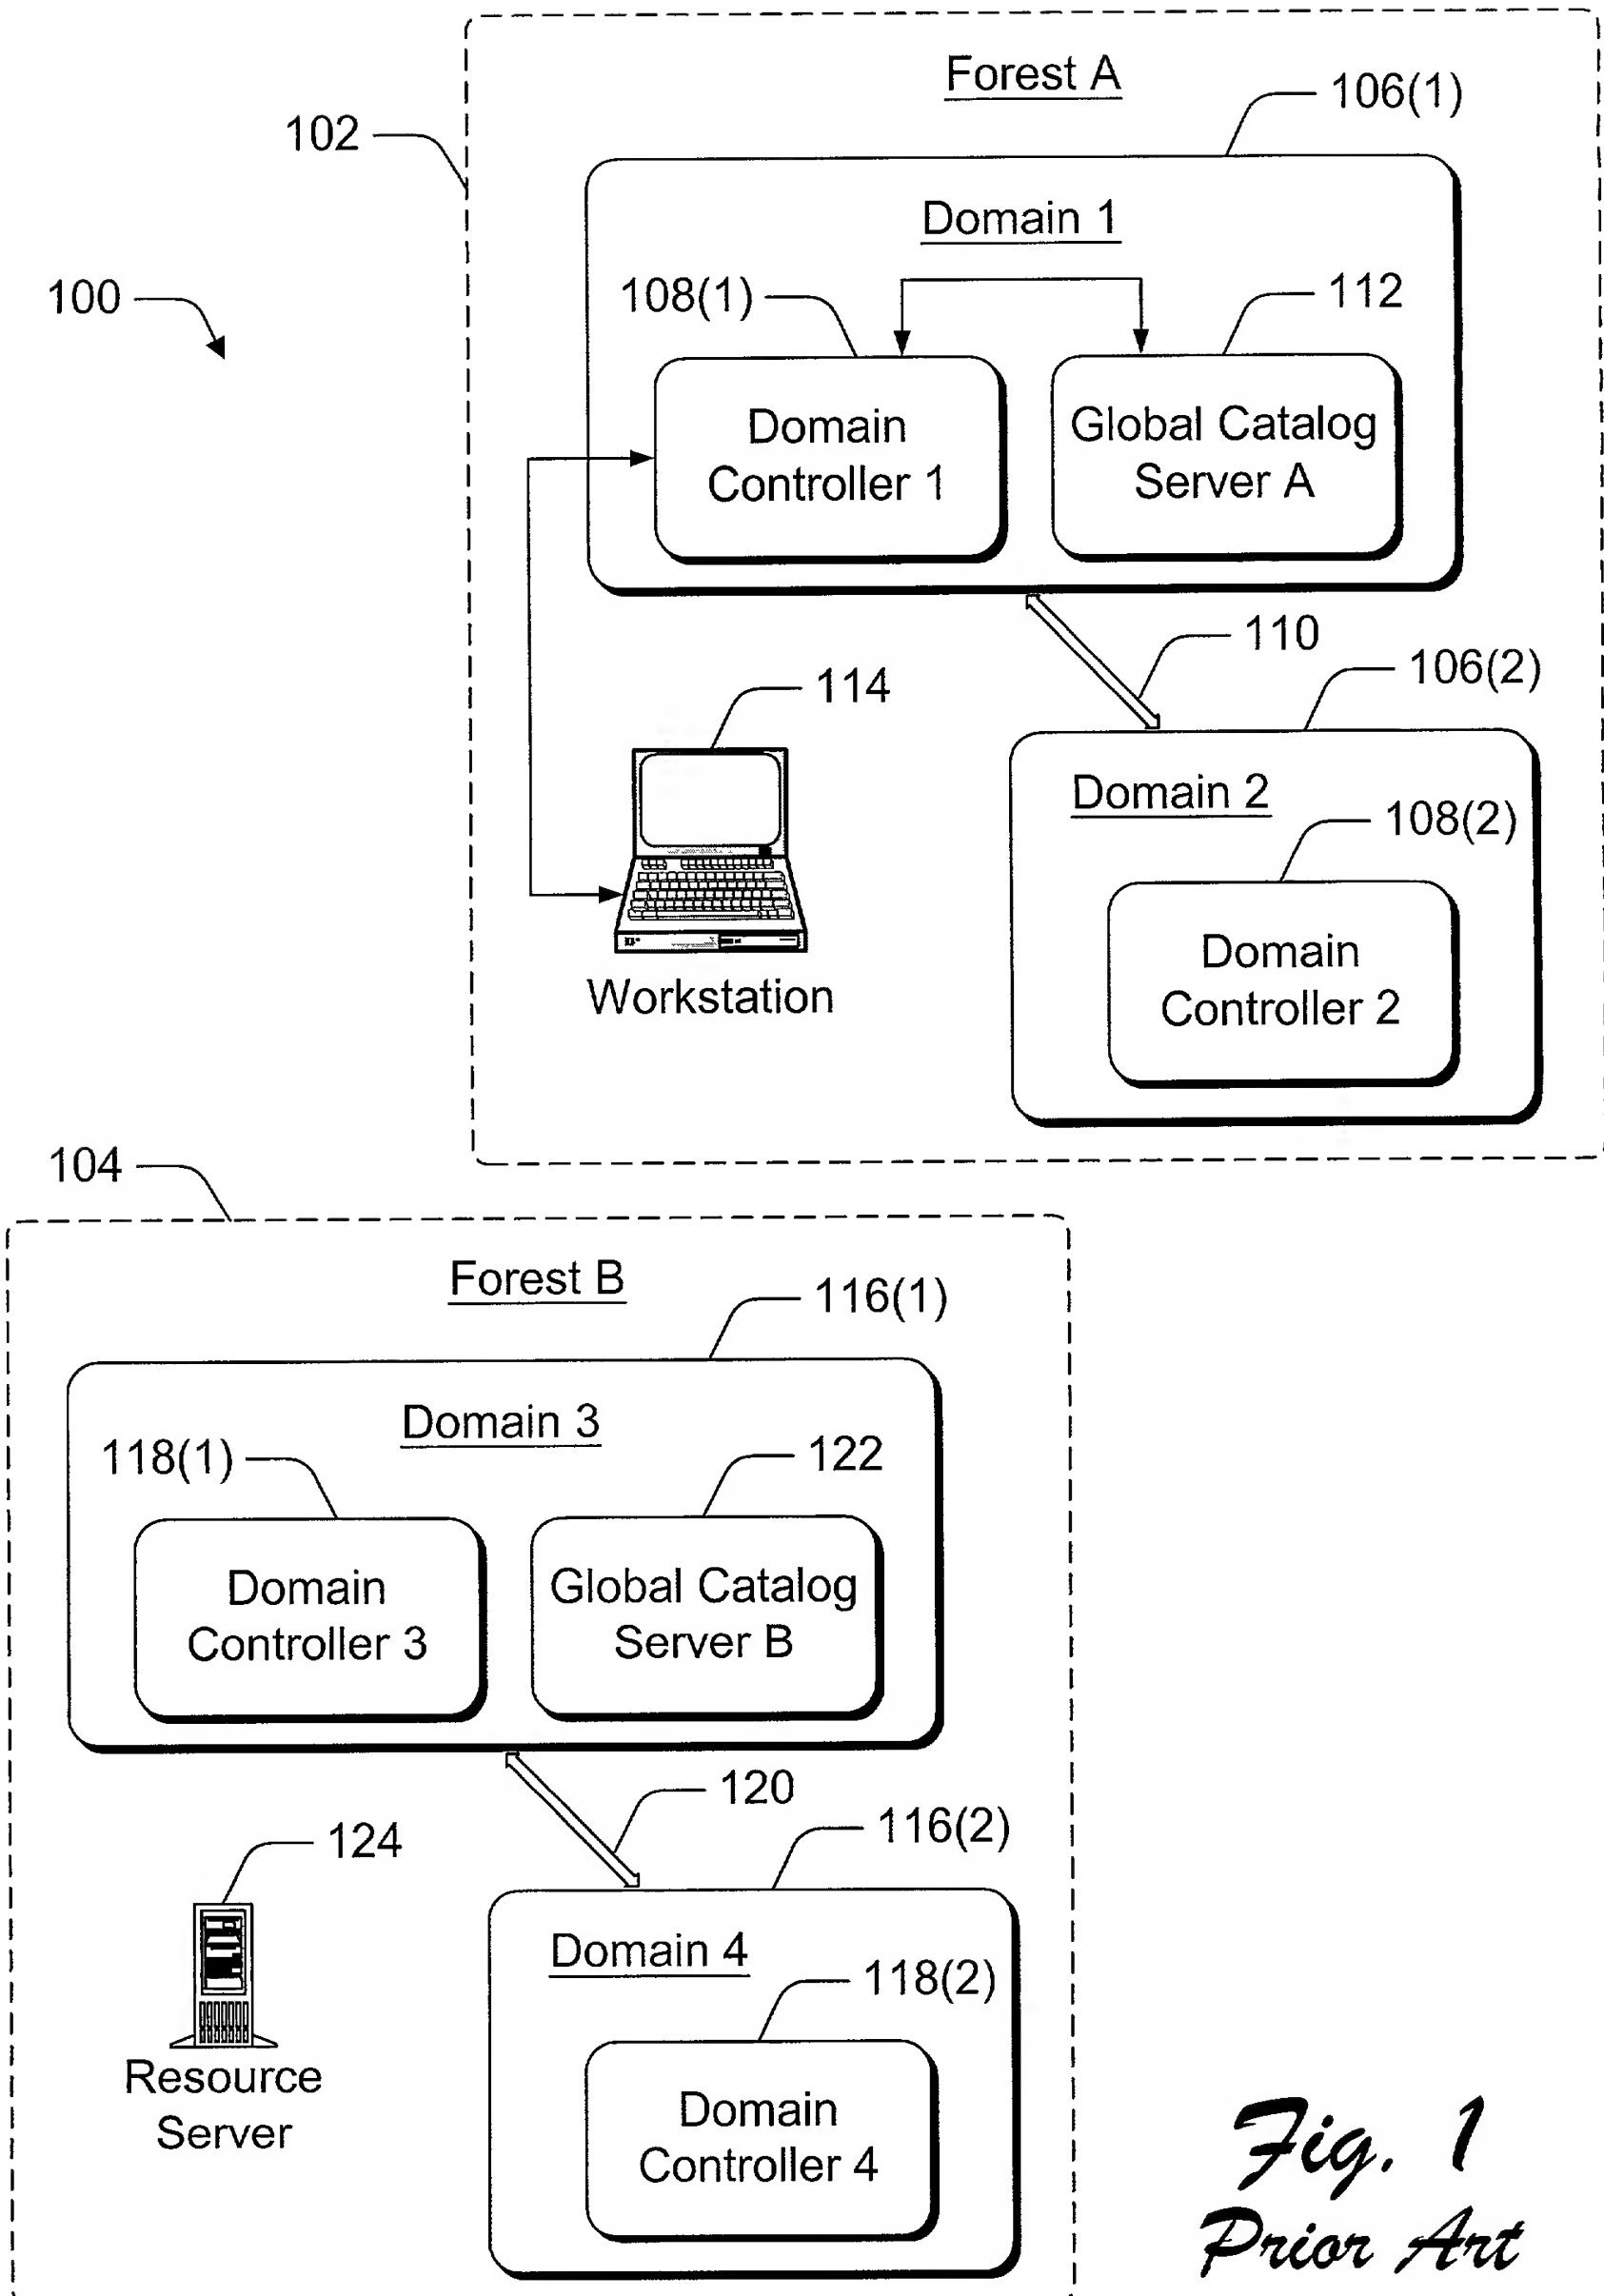 Forest A
106(1)
102
Domain 1
100
108(1)
112
Domain
Controller 1
Global Catalog
Server A
110
106(2)
114
Domain 2
108(2)
Domain
Controller 2
Workstation
104
Forest B
116(1)
Domain 3
118(1)
122
Domain
Controller 3
Global Catalog
Server B
120
116(2)
124
Domain 4
118(2)
Resource
Server
Domain
Controller 4
Fig. 1
Prior Art